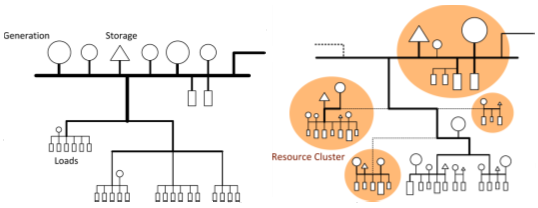 Generation
Storage
Loads
Resource Cluster